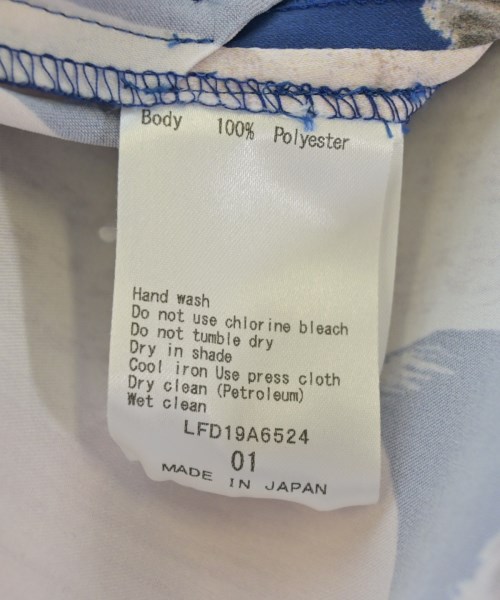 Body 100% Polyester
Hand wash
Do not use chlorine bleach
Do not tumble dry
Dry in shade
Cool iron Use press cloth
Dry clean (Petroleum)
Wet clean
LFD19A6524
01
MADE IN JAPAN